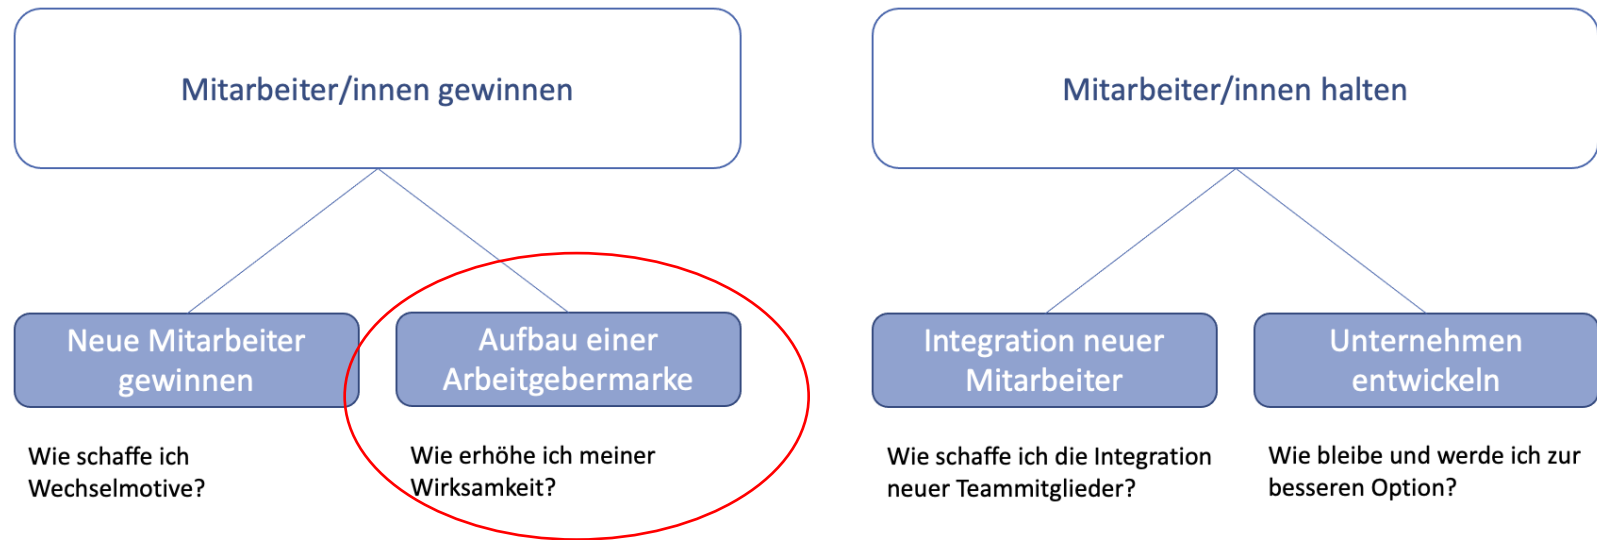 Mitarbeiter/innen gewinnen
Mitarbeiter/innen halten
Neue Mitarbeiter
gewinnen
Aufbau einer
Arbeitgebermarke
Integration neuer
Mitarbeiter
Unternehmen
entwickeln
Wie schaffe ich
Wechselmotive?
Wie erhöhe ich meiner
Wirksamkeit?
Wie schaffe ich die Integration
neuer Teammitglieder?
Wie bleibe und werde ich zur
besseren Option?